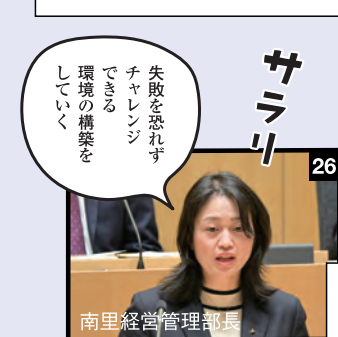 サラリ
失敗を恐れず
チャレンジ
できる
環境の構築を
していく
26
南里経営管理部長